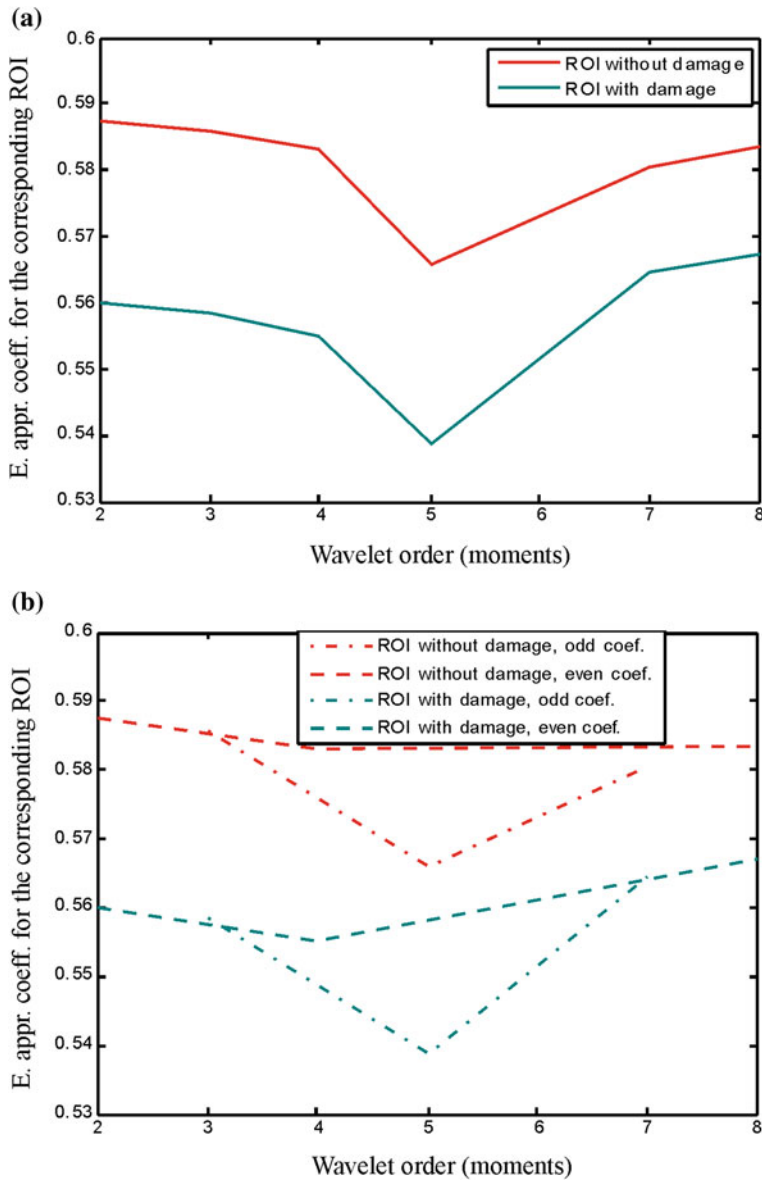 (a)
E. appr. coeff. for the corresponding ROI
0.6
0.59
0.58
0.57
0.56
0.55
0.54
0.53
ROI without damage
ROI with damage
2 3 4 5 6 7 8
Wavelet order (moments)
(b)
E. appr. coeff. for the corresponding ROI
0.6
0.59
0.58
0.57
0.56
0.55
0.54
0.53
ROI without damage, odd coef.
ROI without damage, even coef.
ROI with damage, odd coef.
ROI with damage, even coef.
2 3 4 5 6 7 8
Wavelet order (moments)